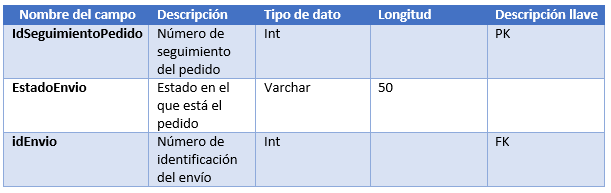 Nombre del campo Descripción Tipo de dato Longitud Descripción llave
IdSeguimientoPedido Número de Int PK
seguimiento
del pedido
EstadoEnvio Estado en el Varchar 50
que está el
pedido
idEnvio Número de Int FK
identificación
del envío